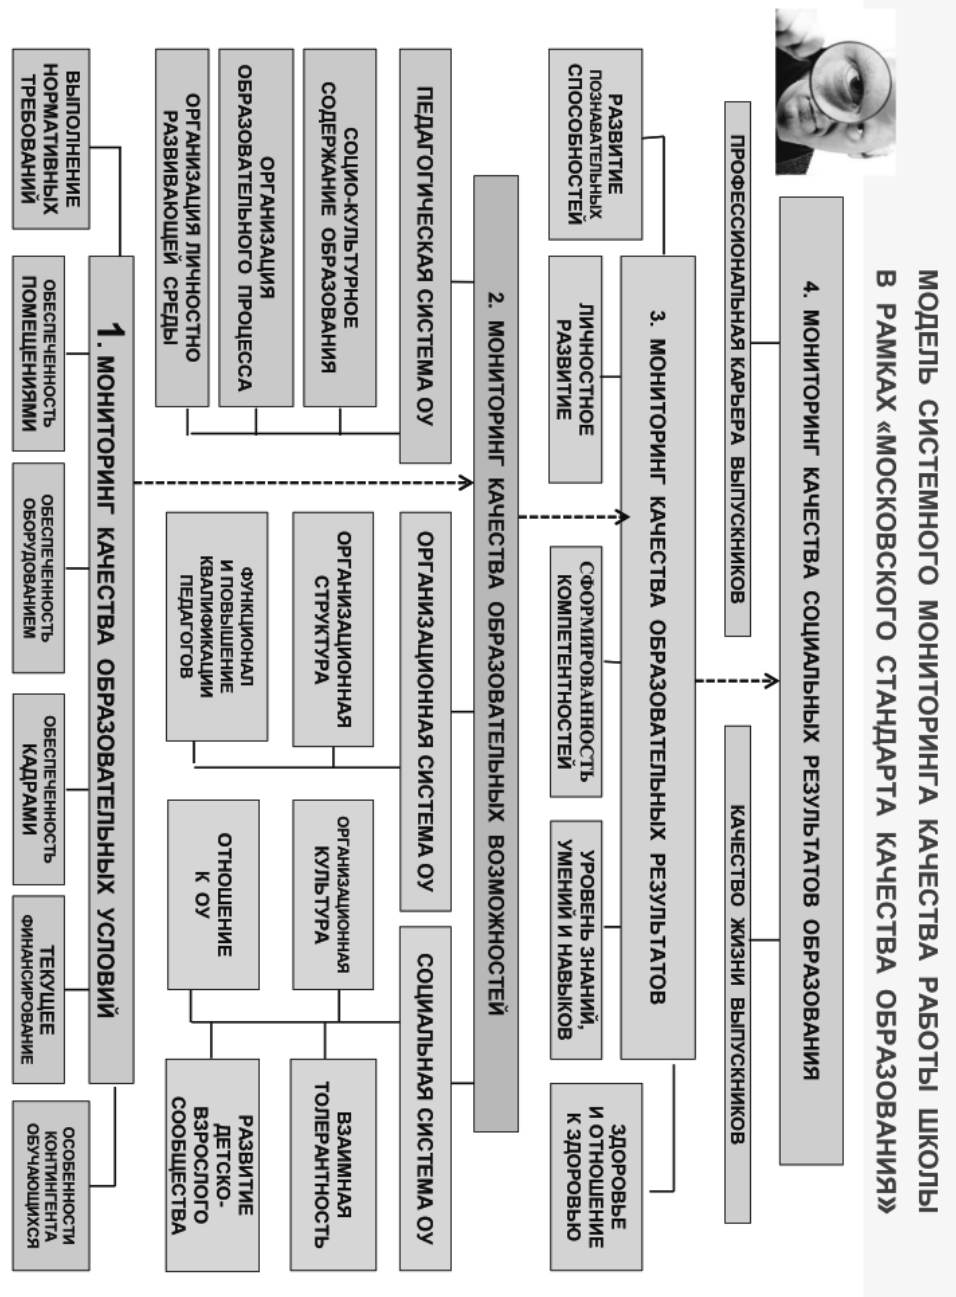 МОДЕЛЬ СИСТЕМНОГО МОНИТОРИНГА КАЧЕСТВА РАБОТЫ ШКОЛЫ
В РАМКАХ «МОСКОВСКОГО СТАНДАРТА КАЧЕСТВА ОБРАЗОВАНИЯ»
4. МОНИТОРИНГ КАЧЕСТВА СОЦИАЛЬНЫХ РЕЗУЛЬТАТОВ ОБРАЗОВАНИЯ
ПРОФЕССИОНАЛЬНАЯ КАРЬЕРА ВЫПУСКНИКОВ
КАЧЕСТВО ЖИЗНИ ВЫПУСКНИКОВ
3. МОНИТОРИНГ КАЧЕСТВА ОБРАЗОВАТЕЛЬНЫХ РЕЗУЛЬТАТОВ
РАЗВИТИЕ
ПОЗНАВАТЕЛЬНЫХ
СПОСОБНОСТЕЙ
ЛИЧНОСТНОЕ
РАЗВИТИЕ
СФОРМИРОВАННОСТЬ
КОМПЕТЕНТНОСТЕЙ
УРОВЕНЬ ЗНАНИЙ,
УМЕНИЙ И НАВЫКОВ
ЗДОРОВЬЕ
И ОТНОШЕНИЕ
К ЗДОРОВЬЮ
2. МОНИТОРИНГ КАЧЕСТВА ОБРАЗОВАТЕЛЬНЫХ ВОЗМОЖНОСТЕЙ
ПЕДАГОГИЧЕСКАЯ СИСТЕМА ОУ
СОЦИО-КУЛЬТУРНОЕ
СОДЕРЖАНИЕ ОБРАЗОВАНИЯ
ОРГАНИЗАЦИЯ
ОБРАЗОВАТЕЛЬНОГО ПРОЦЕССА
ОРГАНИЗАЦИЯ ЛИЧНОСТНО
РАЗВИВАЮЩЕЙ СРЕДЫ
ОРГАНИЗАЦИОННАЯ СИСТЕМА ОУ
ОРГАНИЗАЦИОННАЯ
СТРУКТУРА
ФУНКЦИОНАЛ
И ПОВЫШЕНИЕ
КВАЛИФИКАЦИИ
ПЕДАГОГОВ
СОЦИАЛЬНАЯ СИСТЕМА ОУ
ОРГАНИЗАЦИОННАЯ
КУЛЬТУРА
ОТНОШЕНИЕ
К ОУ
ВЗАИМНАЯ
ТОЛЕРАНТНОСТЬ
РАЗВИТИЕ
ДЕТСКО-
ВЗРОСЛОГО
СООБЩЕСТВА
1. МОНИТОРИНГ КАЧЕСТВА ОБРАЗОВАТЕЛЬНЫХ УСЛОВИЙ
ВЫПОЛНЕНИЕ
НОРМАТИВНЫХ
ТРЕБОВАНИЙ
ОБЕСПЕЧЕННОСТЬ
ПОМЕЩЕНИЯМИ
ОБЕСПЕЧЕННОСТЬ
ОБОРУДОВАНИЕМ
ОБЕСПЕЧЕННОСТЬ
КАДРАМИ
ТЕКУЩЕЕ
ФИНАНСИРОВАНИЕ
ОСОБЕННОСТИ
КОНТИНГЕНТА
ОБУЧАЮЩИХСЯ